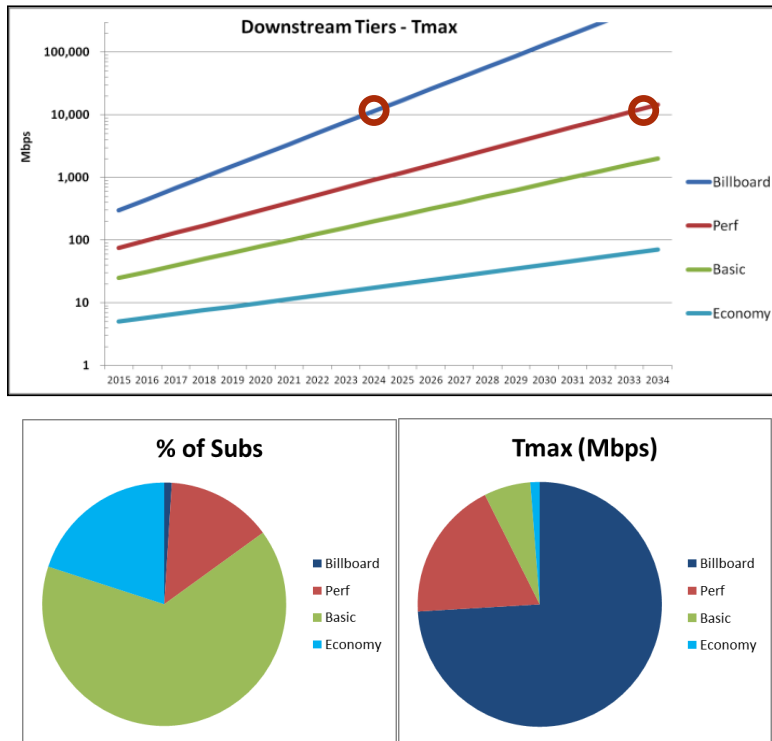 Downstream Tiers - Tmax
100,000
10,000
1,000
100
10
1
Mbps
2015 2016 2017 2018 2019 2020 2021 2022 2023 2024 2025 2026 2027 2028 2029 2030 2031 2032 2033 2034
Billboard
Perf
Basic
Economy
% of Subs
Billboard
Perf
Basic
Economy
Tmax (Mbps)
Billboard
Perf
Basic
Economy